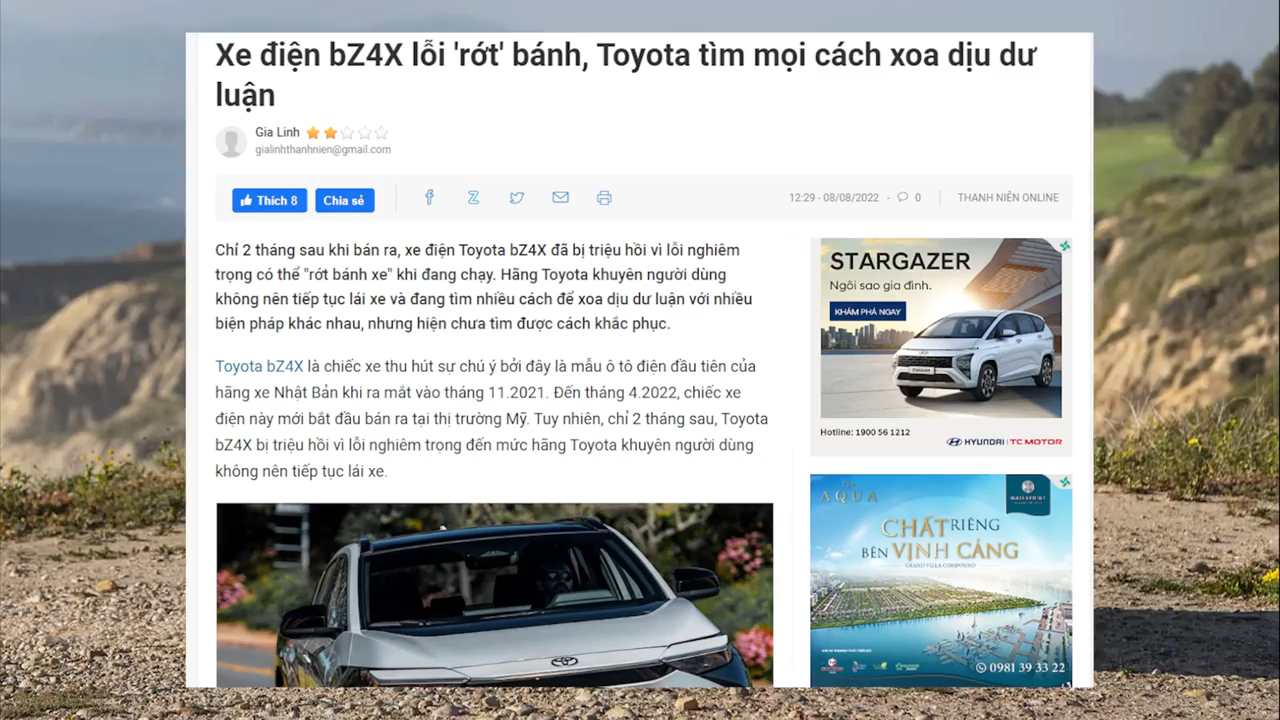 Xe điện bZ4X lỗi 'rớt' bánh, Toyota tìm mọi cách xoa dịu dư
luận
Gia Linh
gialinhthanhnien@gmail.com
Thích 8
Chia sẻ
12:29 - 08/08/2022 - 0
THANH NIÊN ONLINE
Chỉ 2 tháng sau khi bán ra, xe điện Toyota bZ4X đã bị triệu hồi vì lỗi nghiêm
trọng có thể "rớt bánh xe" khi đang chạy. Hãng Toyota khuyên người dùng
không nên tiếp tục lái xe và đang tìm nhiều cách để xoa dịu dư luận với nhiều
biện pháp khác nhau, nhưng hiện chưa tìm được cách khắc phục.
Toyota bZ4X là chiếc xe thu hút sự chú ý bởi đây là mẫu ô tô điện đầu tiên của
hãng xe Nhật Bản khi ra mắt vào tháng 11.2021. Đến tháng 4.2022, chiếc xe
điện này mới bắt đầu bán ra tại thị trường Mỹ. Tuy nhiên, chỉ 2 tháng sau, Toyota
bZ4X bị triệu hồi vì lỗi nghiêm trọng đến mức hãng Toyota khuyên người dùng
không nên tiếp tục lái xe.
STARGAZER
Ngôi sao gia đình.
KHÁM PHÁ NGAY
STARGAZER
Hotline: 1900 56 1212
HYUNDAI | TC MOTOR
AQUA
WATERPOINT
CHẤT RIÊNG
BÊN VỊNH CẢNG
GRAND VILLA COMPOUND
0981 39 33 22